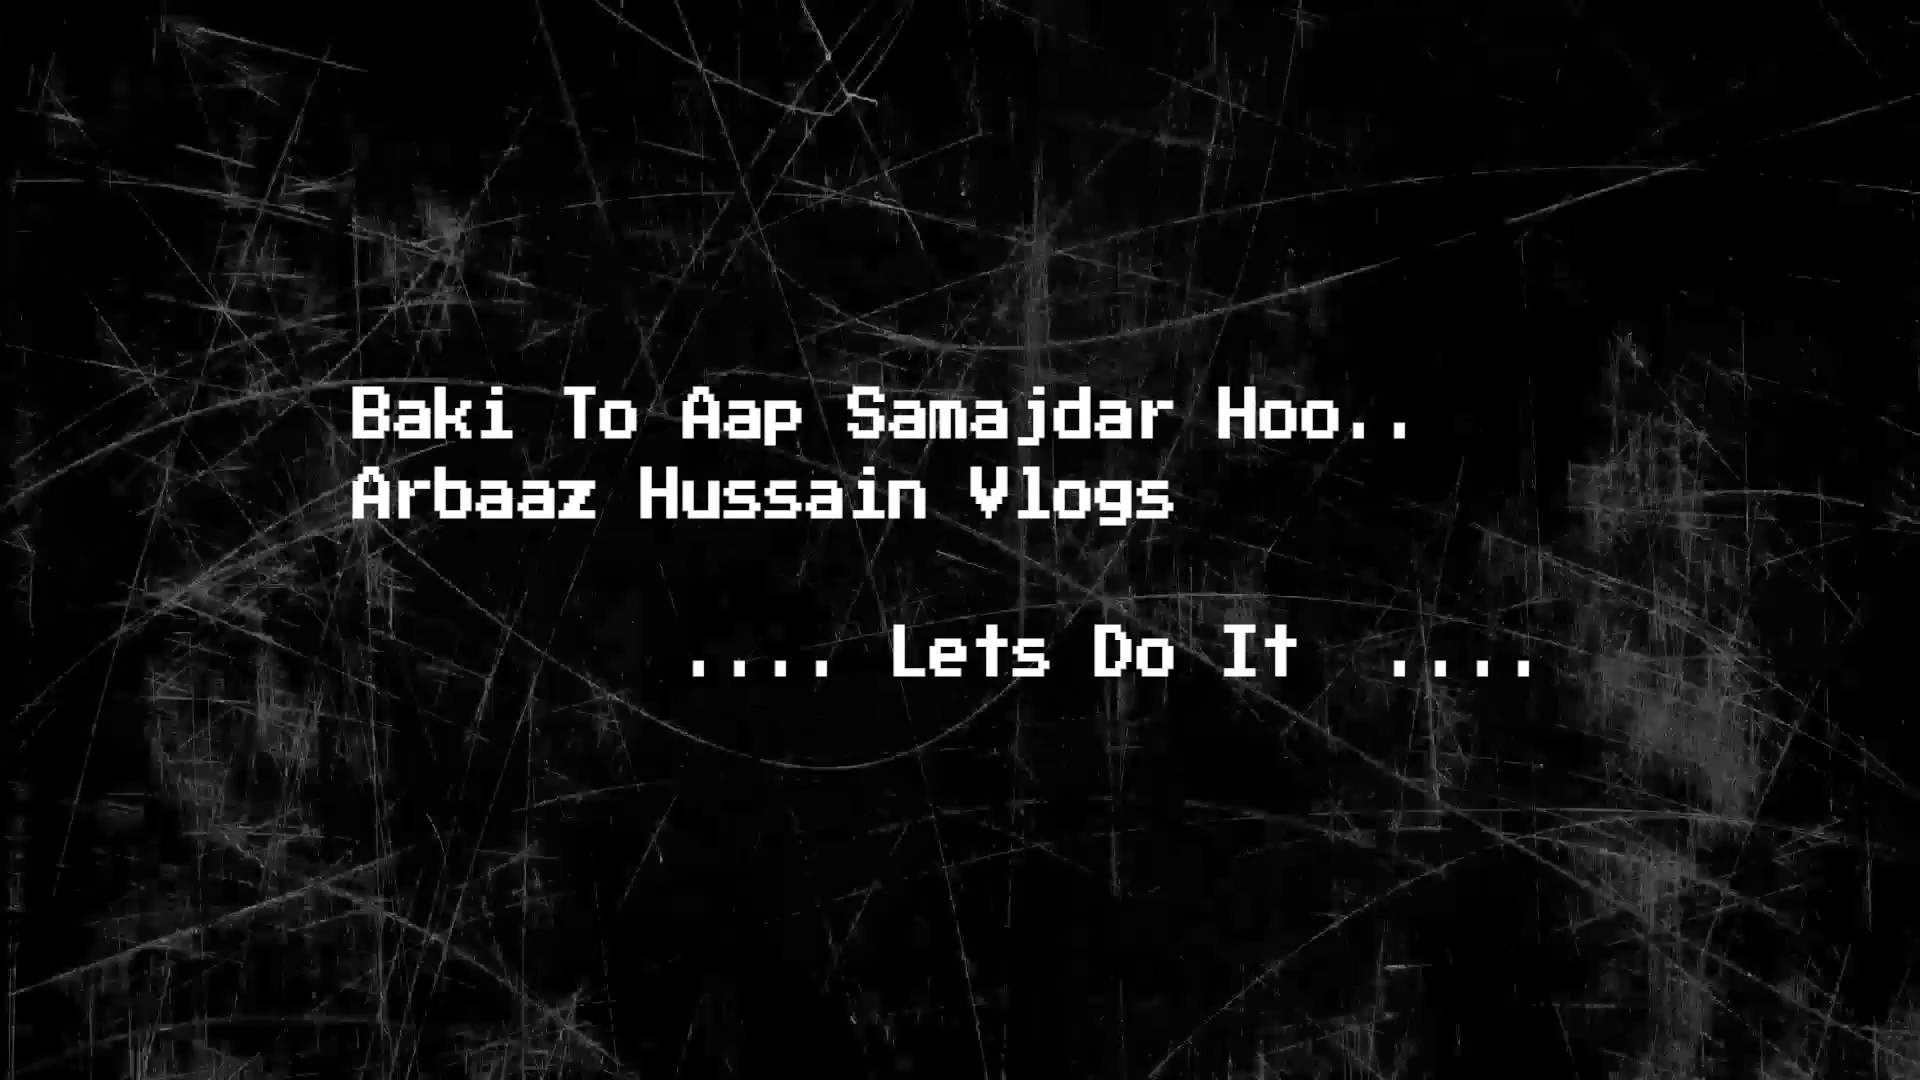 Baki To Aap Samajdar Hoo..
Arbaaz Hussain Vlogs
.... Lets Do It  ....